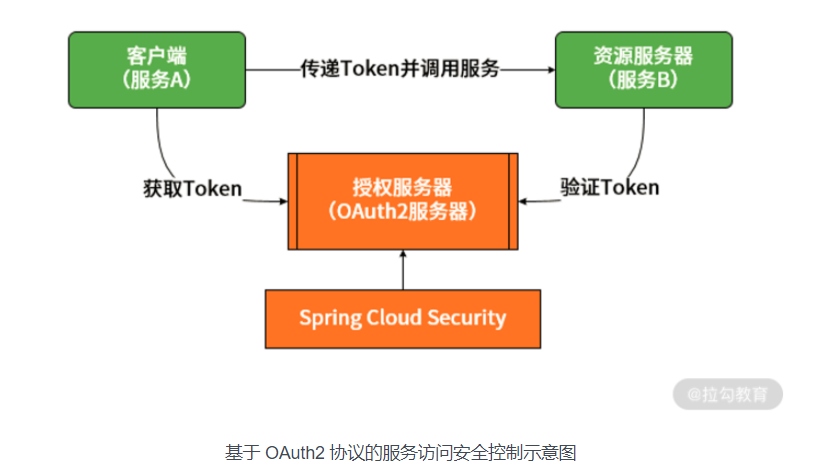 客户端
（服务A）
传递Token并调用服务
资源服务器
（服务B）
获取Token
授权服务器
（OAuth2服务器）
验证Token
Spring Cloud Security
@拉勾教育
基于 OAuth2 协议的服务访问安全控制示意图